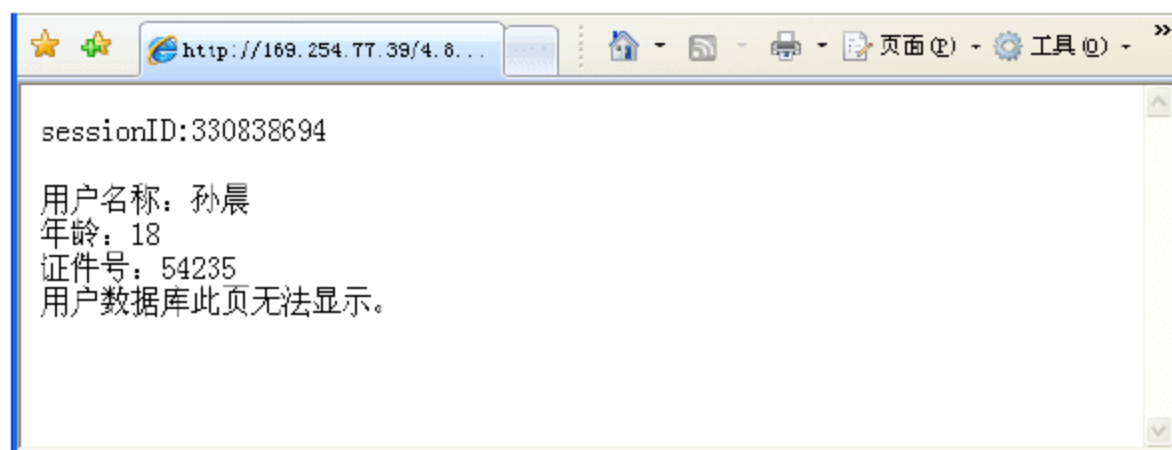 http://169.254.77.39/4.8...
页面(P)
工具(O)
»
sessionID:330838694
用户名称：孙晨
年龄：18
证件号：54235
用户数据库此页无法显示。